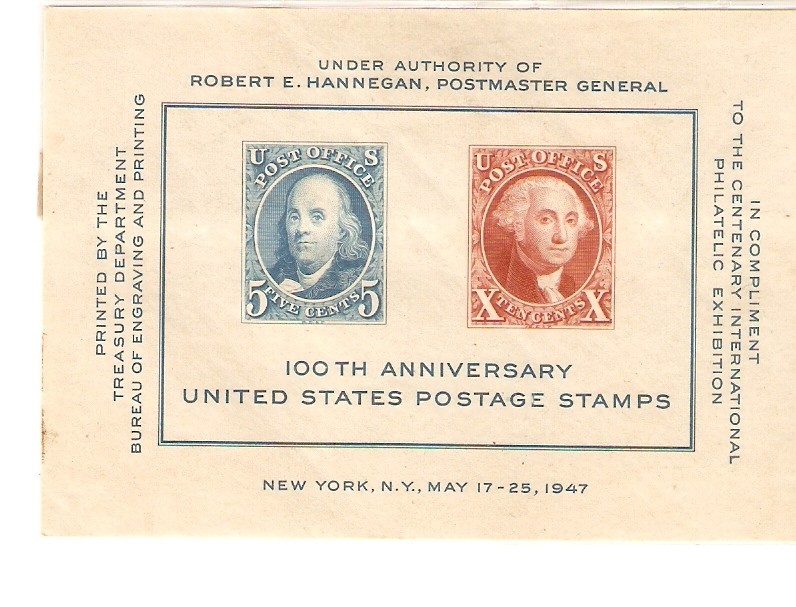 UNDER AUTHORITY OF
ROBERT E. HANNEGAN, POSTMASTER GENERAL
PRINTED BY THE
TREASURY DEPARTMENT
BUREAU OF ENGRAVING AND PRINTING
U S
POST OFFICE
5 5
FIVE CENTS
U S
POST OFFICE
X X
TEN CENTS
100TH ANNIVERSARY
UNITED STATES POSTAGE STAMPS
IN COMPLIMENT
TO THE CENTENARY INTERNATIONAL
PHILATELIC EXHIBITION
NEW YORK, N.Y., MAY 17-25, 1947